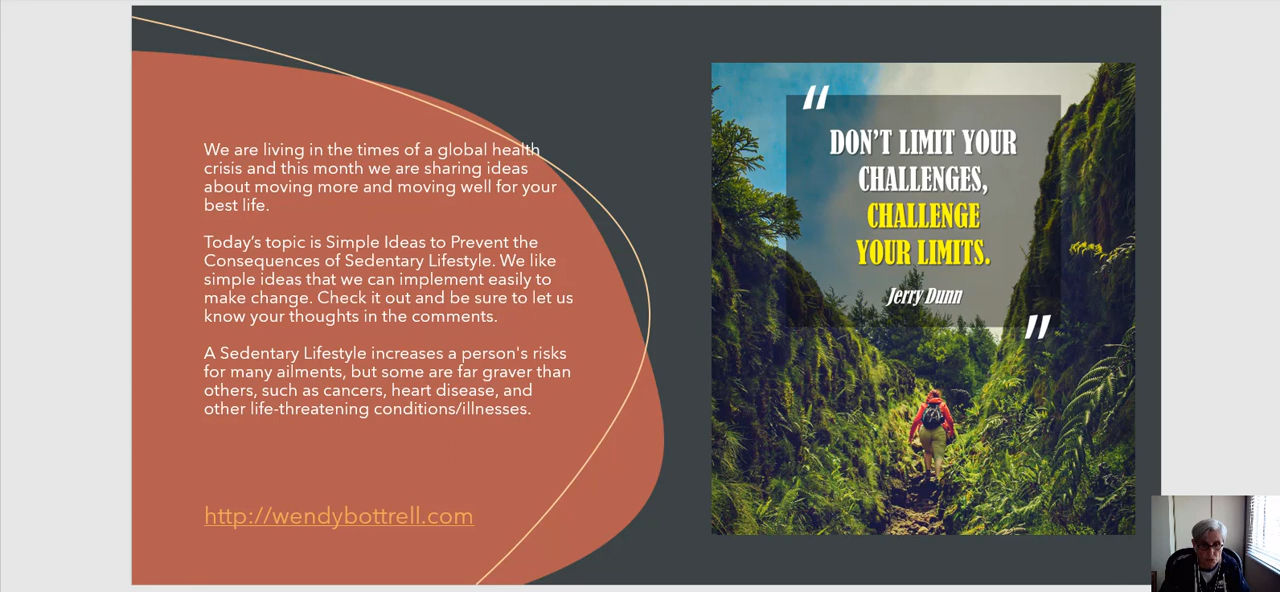 We are living in the times of a global health
crisis and this month we are sharing ideas
about moving more and moving well for your
best life.
Today's topic is Simple Ideas to Prevent the
Consequences of Sedentary Lifestyle. We like
simple ideas that we can implement easily to
make change. Check it out and be sure to let us
know your thoughts in the comments.
A Sedentary Lifestyle increases a person's risks
for many ailments, but some are far graver than
others, such as cancers, heart disease, and
other life-threatening conditions/illnesses.
http://wendybottrell.com
"
DON'T LIMIT YOUR
CHALLENGES,
CHALLENGE
YOUR LIMITS.
Jerry Dunn
"